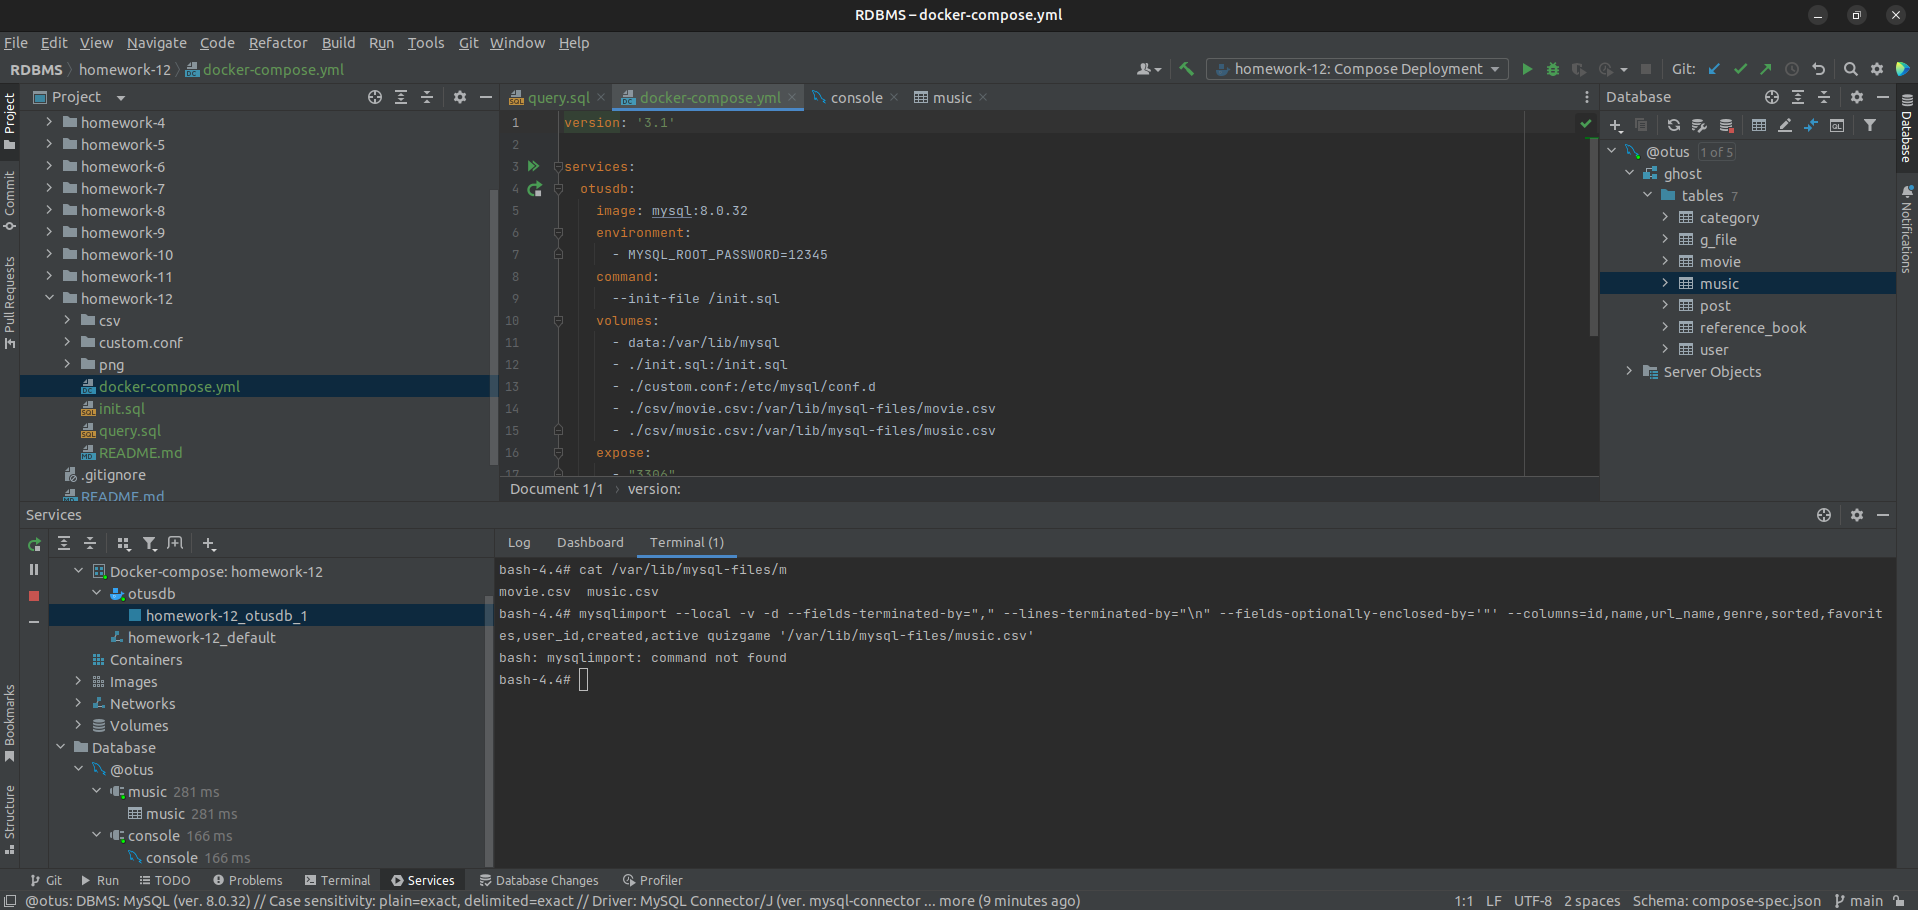 RDBMS – docker-compose.yml
File Edit View Navigate Code Refactor Build Run Tools Git Window Help
RDBMS homework-12 docker-compose.yml
homework-12: Compose Deployment
Git:
Project
Commit
Pull Requests
Bookmarks
Structure
Project
homework-4
homework-5
homework-6
homework-7
homework-8
homework-9
homework-10
homework-11
homework-12
csv
custom.conf
png
docker-compose.yml
init.sql
query.sql
README.md
.gitignore
README.md
query.sql docker-compose.yml console music
1 version: '3.1'
2
3 services:
4 otusdb:
5 image: mysql:8.0.32
6 environment:
7 - MYSQL_ROOT_PASSWORD=12345
8 command:
9 --init-file /init.sql
10 volumes:
11 - data:/var/lib/mysql
12 - ./init.sql:/init.sql
13 - ./custom.conf:/etc/mysql/conf.d
14 - ./csv/movie.csv:/var/lib/mysql-files/movie.csv
15 - ./csv/music.csv:/var/lib/mysql-files/music.csv
16 expose:
17 - "3306"
Document 1/1 › version:
Database
@otus 1 of 5
ghost
tables 7
category
g_file
movie
music
post
reference_book
user
Server Objects
Database
Notifications
Services
Docker-compose: homework-12
otusdb
homework-12_otusdb_1
homework-12_default
Containers
Images
Networks
Volumes
Database
@otus
music 281 ms
music 281 ms
console 166 ms
console 166 ms
Log Dashboard Terminal (1)
bash-4.4# cat /var/lib/mysql-files/m
movie.csv music.csv
bash-4.4# mysqlimport --local -v -d --fields-terminated-by="," --lines-terminated-by="\n" --fields-optionally-enclosed-by='"' --columns=id,name,url_name,genre,sorted,favorit
es,user_id,created,active quizgame '/var/lib/mysql-files/music.csv'
bash: mysqlimport: command not found
bash-4.4#
Git Run TODO Problems Terminal Services Database Changes Profiler
@otus: DBMS: MySQL (ver. 8.0.32) // Case sensitivity: plain=exact, delimited=exact // Driver: MySQL Connector/J (ver. mysql-connector ... more (9 minutes ago)
1:1 LF UTF-8 2 spaces Schema: compose-spec.json main